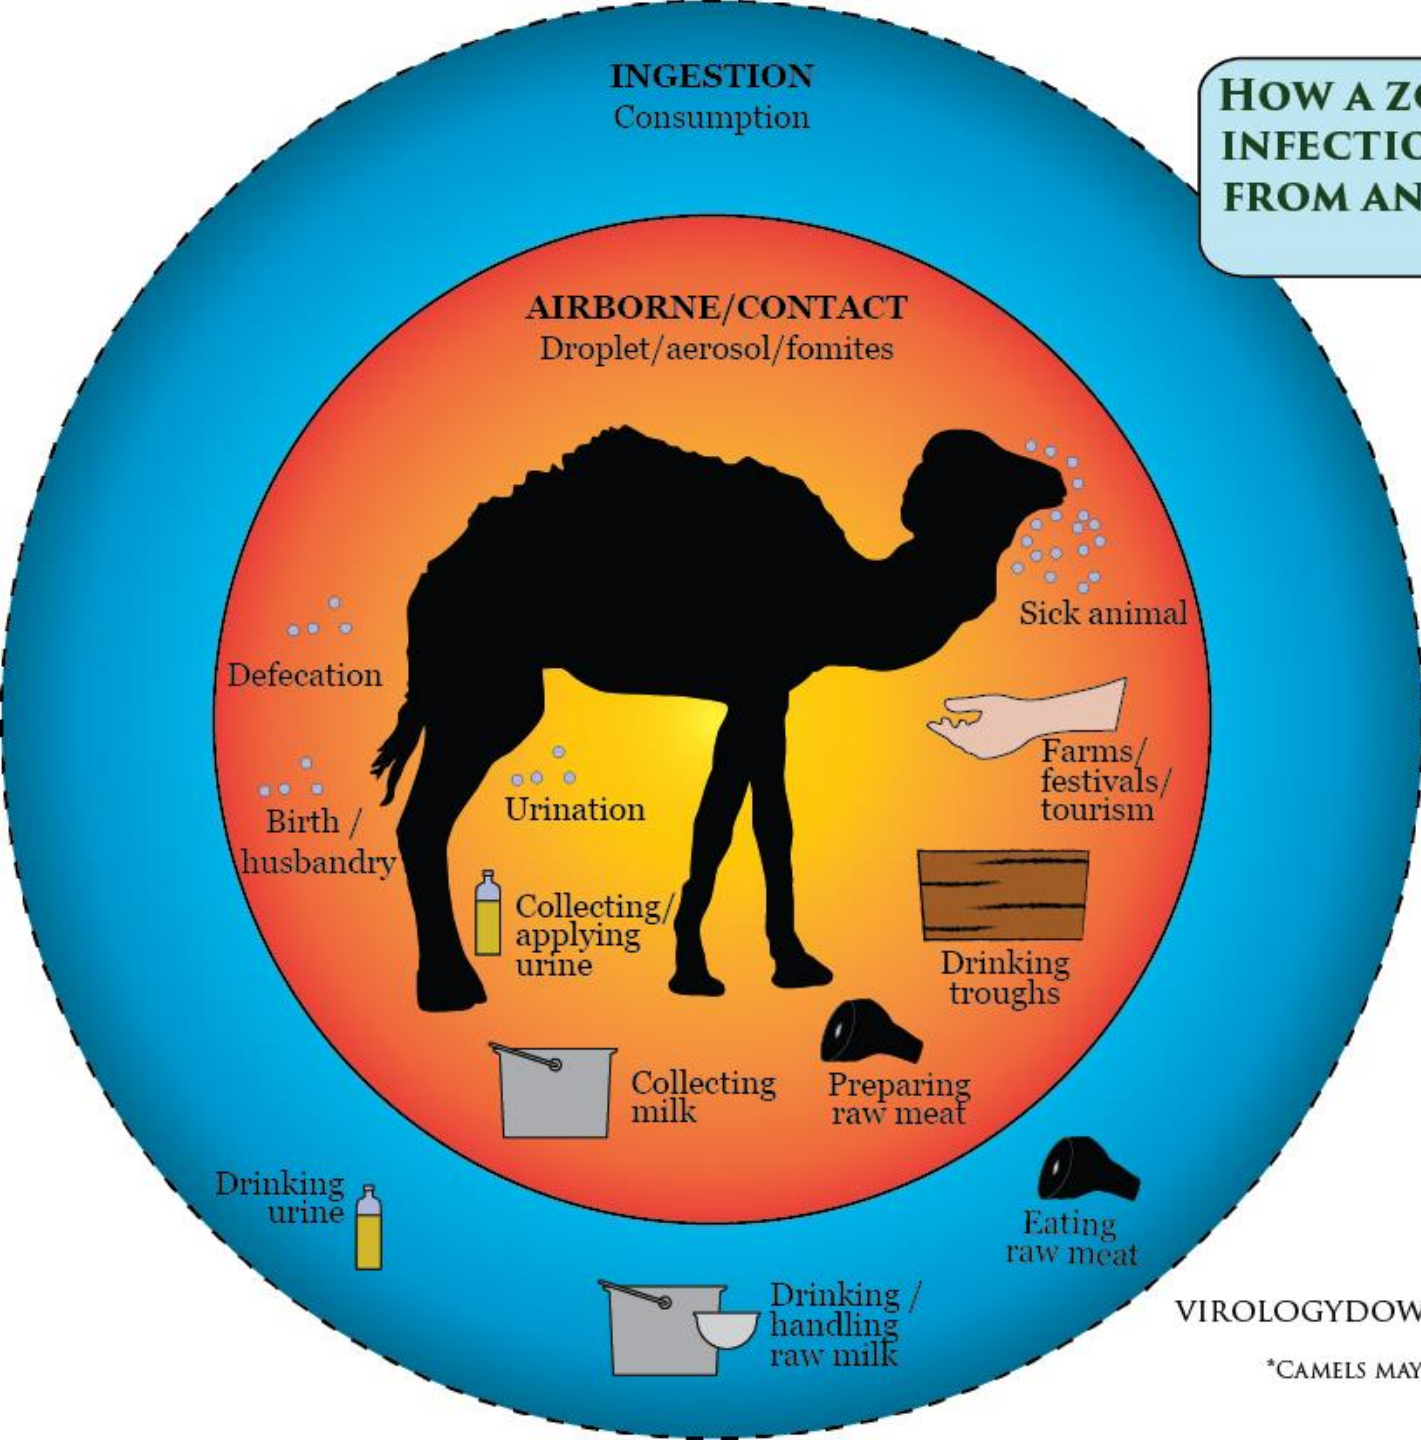 INGESTION
Consumption
HOW A ZO
INFECTIO
FROM AN
AIRBORNE/CONTACT
Droplet/aerosol/fomites
Sick animal
Defecation
Farms/
festivals/
tourism
Birth /
husbandry
Urination
Collecting/
applying
urine
Drinking
troughs
Collecting
milk
Preparing
raw meat
Drinking
urine
Eating
raw meat
Drinking /
handling
raw milk
VIROLOGYDOW
*CAMELS MAY